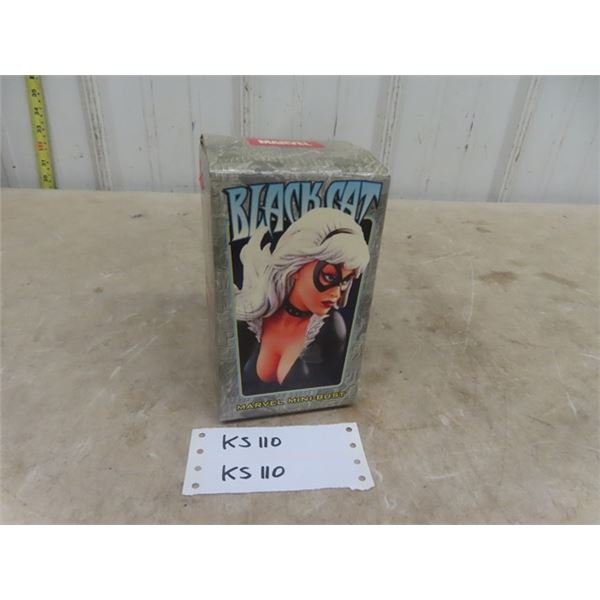 MARVEL
BLACK CAT
MARVEL MINI-BUST
KS 110
KS 110